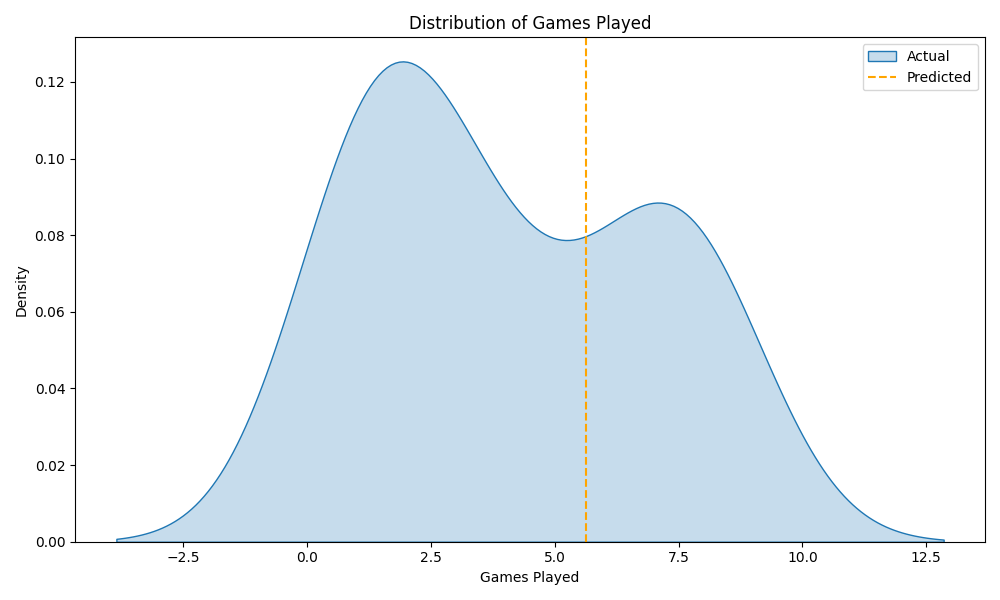 Distribution of Games Played
Actual
Predicted
0.12
0.10
0.08
0.06
0.04
0.02
0.00
Density
−2.5
0.0
2.5
5.0
7.5
10.0
12.5
Games Played